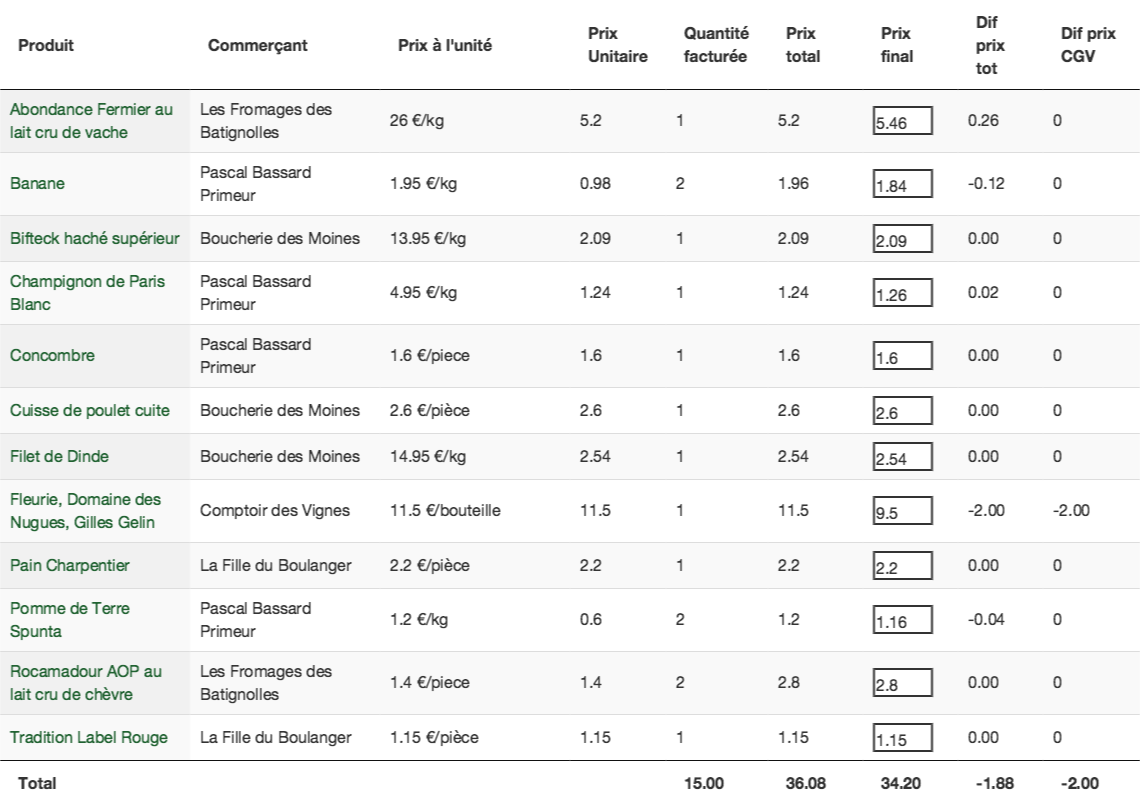 Produit Commerçant Prix à l'unité Prix Unitaire Quantité facturée Prix total Prix final Dif prix tot Dif prix CGV
Abondance Fermier au lait cru de vache Les Fromages des Batignolles 26 €/kg 5.2 1 5.2 5.46 0.26 0
Banane Pascal Bassard Primeur 1.95 €/kg 0.98 2 1.96 1.84 -0.12 0
Bifteck haché supérieur Boucherie des Moines 13.95 €/kg 2.09 1 2.09 2.09 0.00 0
Champignon de Paris Blanc Pascal Bassard Primeur 4.95 €/kg 1.24 1 1.24 1.26 0.02 0
Concombre Pascal Bassard Primeur 1.6 €/piece 1.6 1 1.6 1.6 0.00 0
Cuisse de poulet cuite Boucherie des Moines 2.6 €/pièce 2.6 1 2.6 2.6 0.00 0
Filet de Dinde Boucherie des Moines 14.95 €/kg 2.54 1 2.54 2.54 0.00 0
Fleurie, Domaine des Nugues, Gilles Gelin Comptoir des Vignes 11.5 €/bouteille 11.5 1 11.5 9.5 -2.00 -2.00
Pain Charpentier La Fille du Boulanger 2.2 €/pièce 2.2 1 2.2 2.2 0.00 0
Pomme de Terre Spunta Pascal Bassard Primeur 1.2 €/kg 0.6 2 1.2 1.16 -0.04 0
Rocamadour AOP au lait cru de chèvre Les Fromages des Batignolles 1.4 €/piece 1.4 2 2.8 2.8 0.00 0
Tradition Label Rouge La Fille du Boulanger 1.15 €/pièce 1.15 1 1.15 1.15 0.00 0
Total 15.00 36.08 34.20 -1.88 -2.00